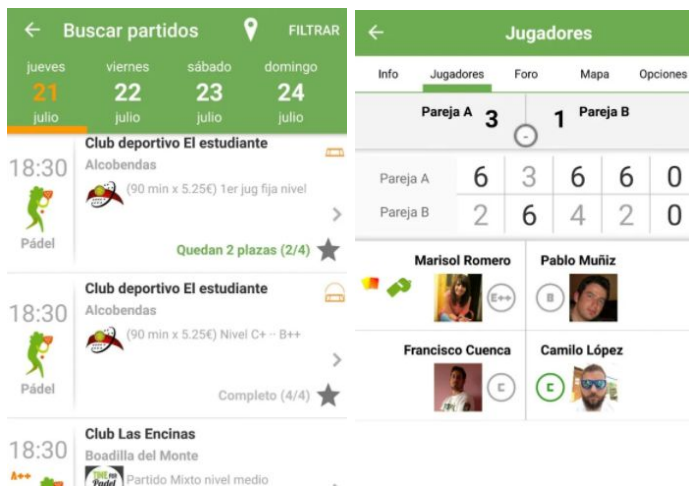 Buscar partidos
FILTRAR
jueves
21
julio
viernes
22
julio
sábado
23
julio
domingo
24
julio
Club deportivo El estudiante
18:30
Alcobendas
(90 min x 5.25€) 1er jug fija nivel
Pádel
Quedan 2 plazas (2/4)
Club deportivo El estudiante
18:30
Alcobendas
(90 min x 5.25€) Nivel C+ -- B++
Pádel
Completo (4/4)
Club Las Encinas
18:30
Boadilla del Monte
A++
TIME FOR
Padel
Partido Mixto nivel medio
Jugadores
Info
Jugadores
Foro
Mapa
Opciones
Pareja A
3
-
1
Pareja B
Pareja A 6 3 6 6 0
Pareja B 2 6 4 2 0
Marisol Romero
E++
Pablo Muñiz
B
Francisco Cuenca
C
Camilo López
C